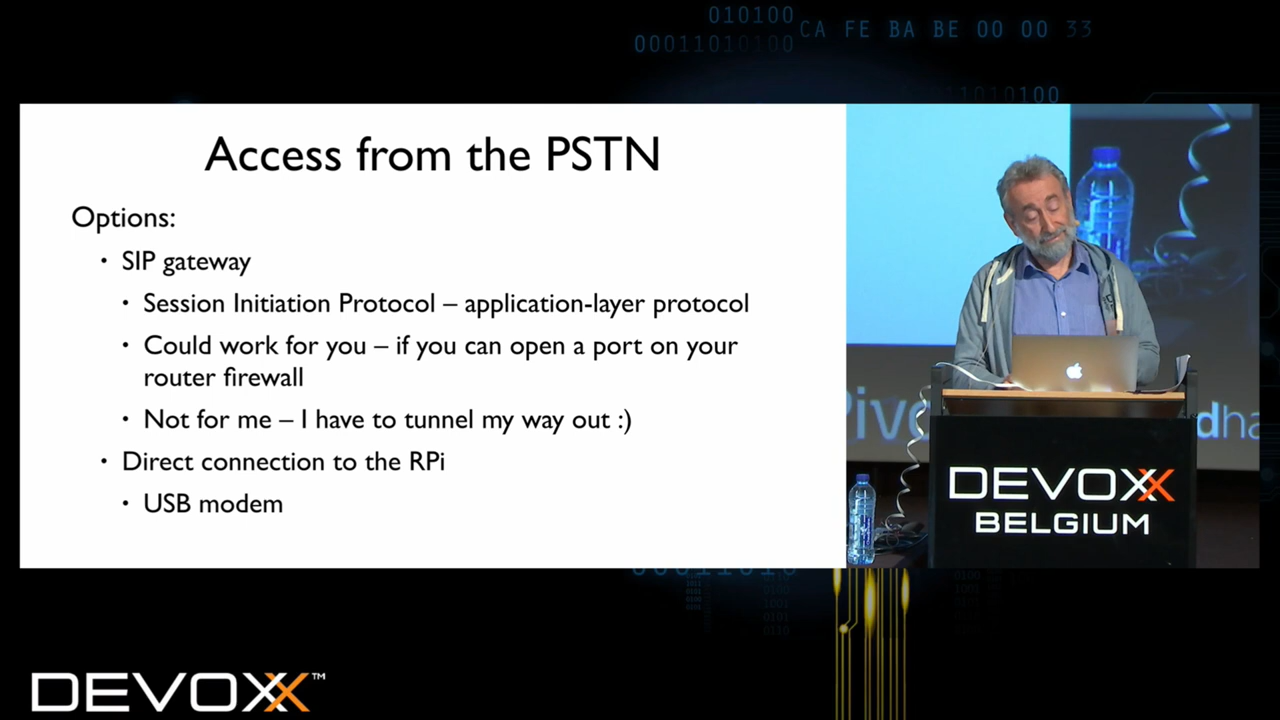 010100
00011010100
CA FE BA BE 00 00 33
11010100
Access from the PSTN
Options:
• SIP gateway
• Session Initiation Protocol – application-layer protocol
• Could work for you – if you can open a port on your
router firewall
• Not for me – I have to tunnel my way out :)
• Direct connection to the RPi
• USB modem
DEVOXX
BELGIUM
DEVOXX™